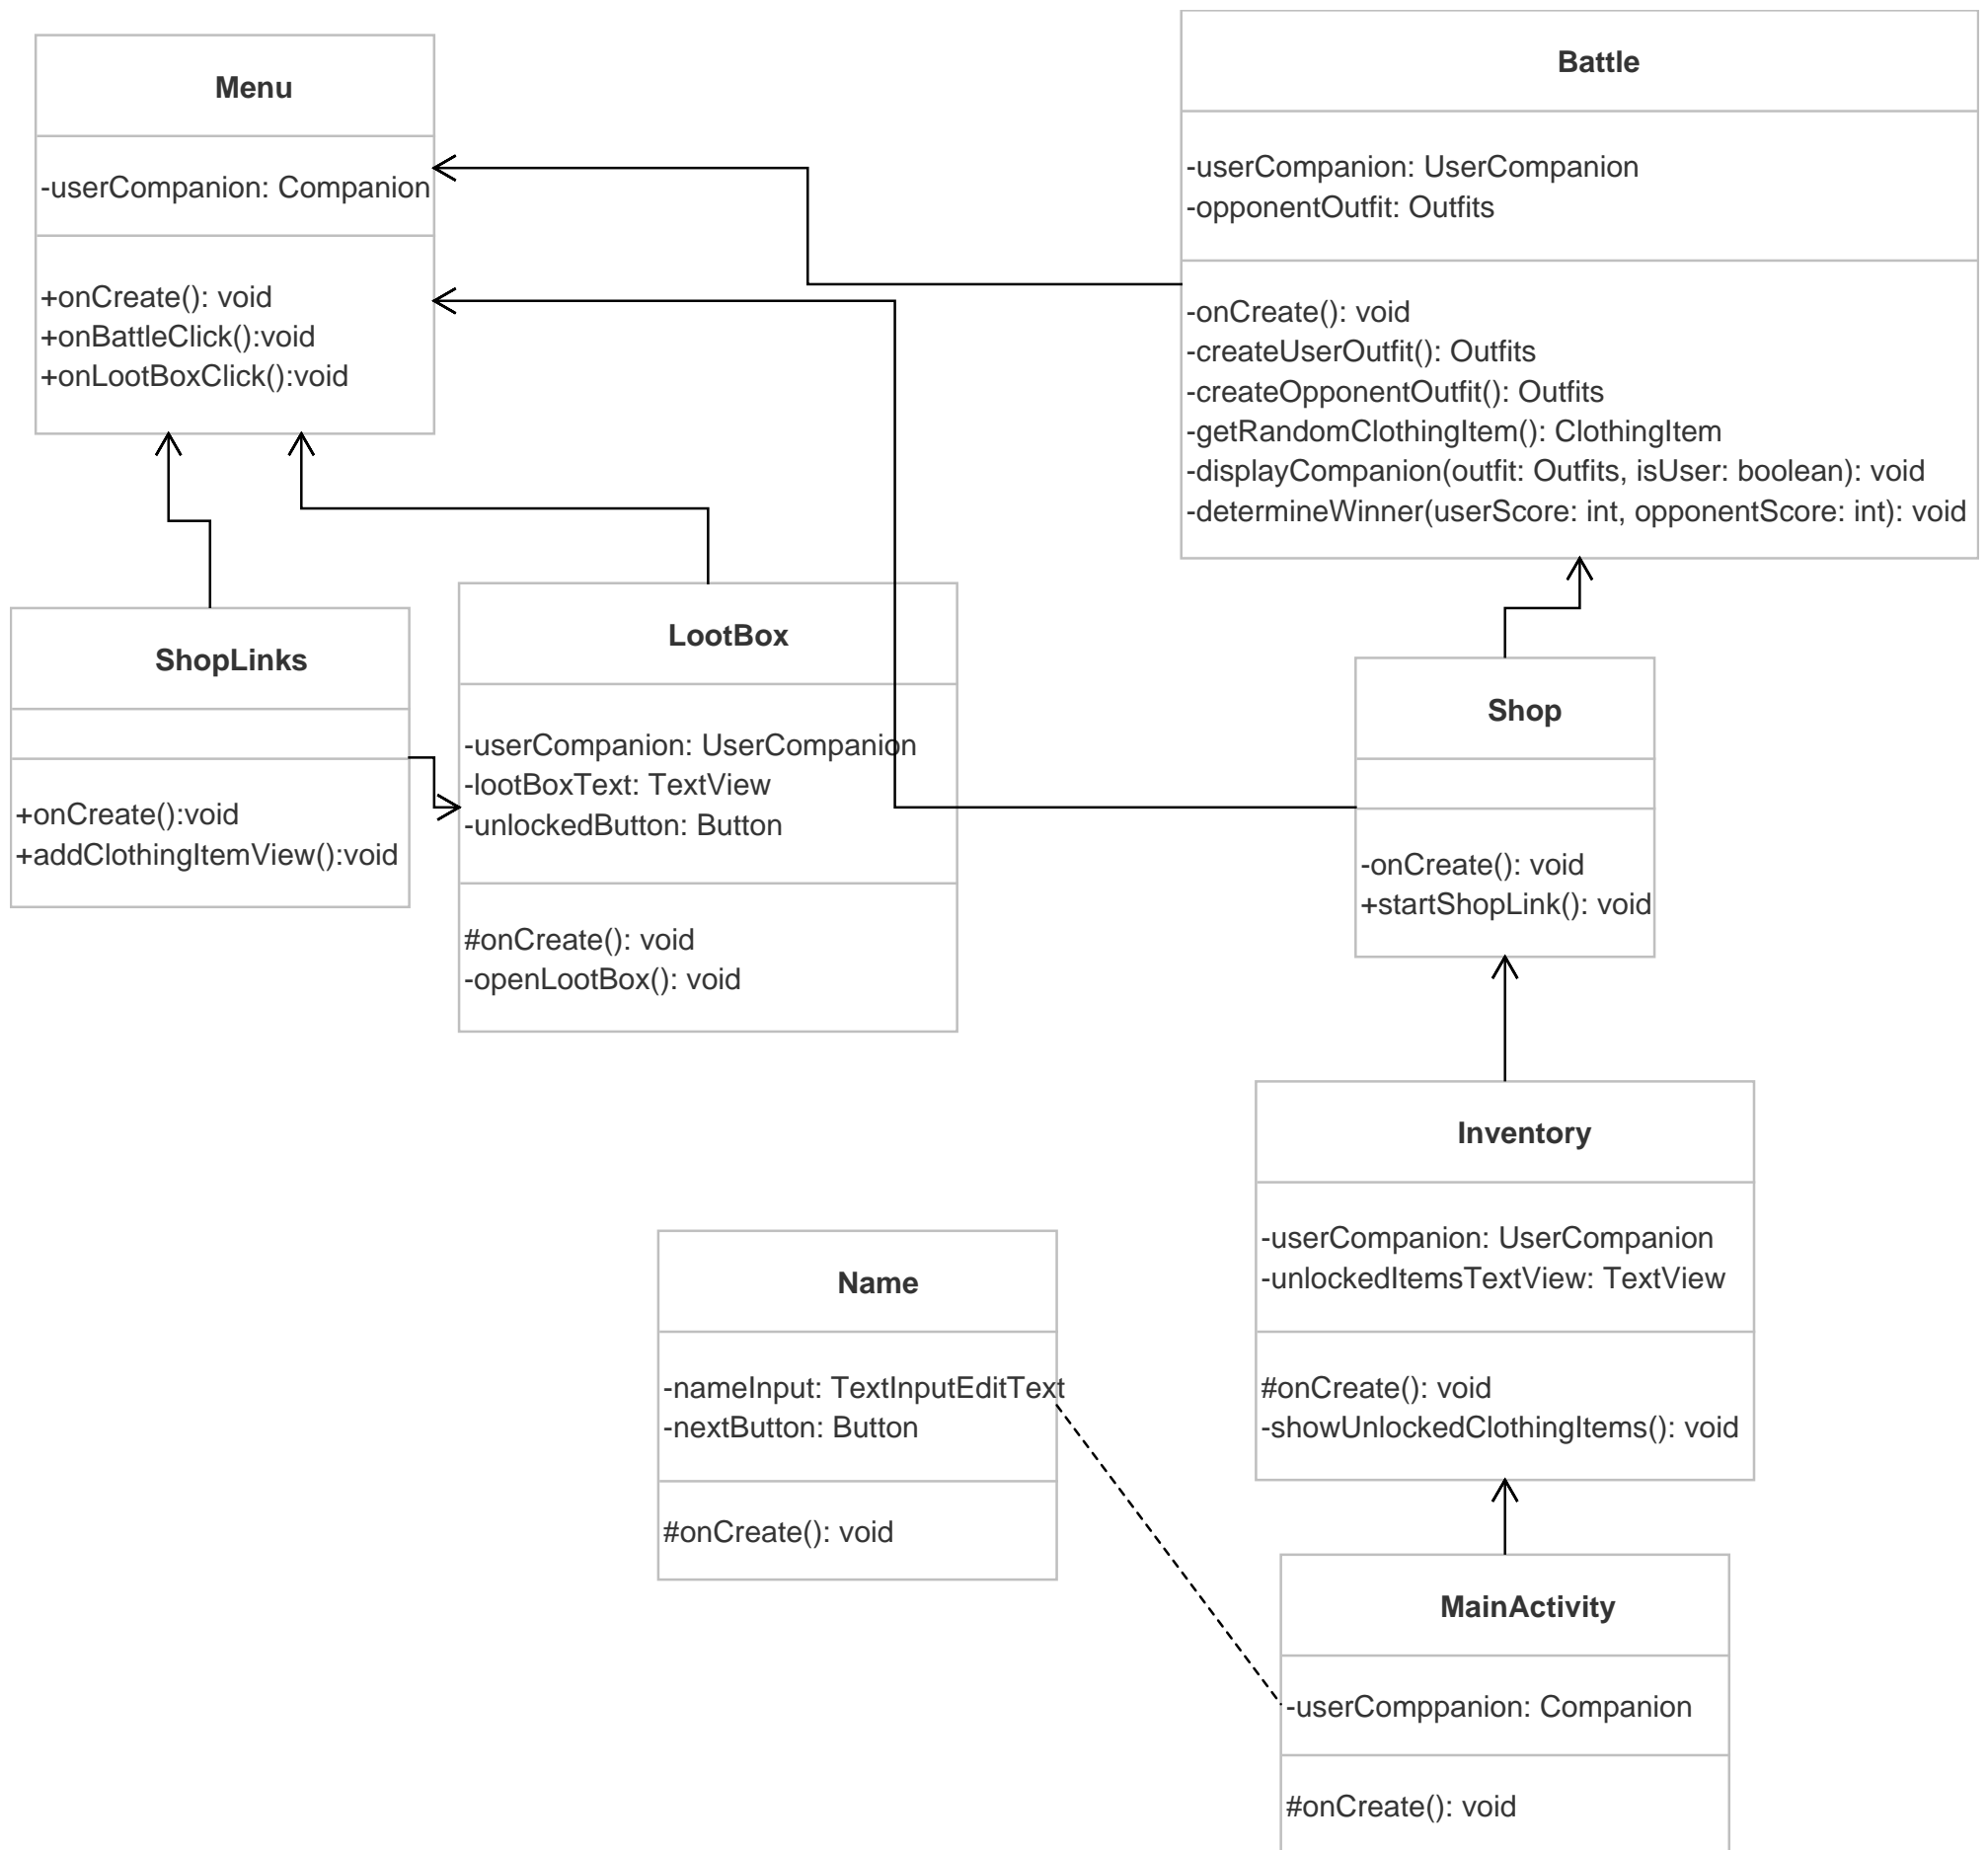 Menu
-userCompanion: Companion
+onCreate(): void
+onBattleClick():void
+onLootBoxClick():void
Battle
-userCompanion: UserCompanion
-opponentOutfit: Outfits
-onCreate(): void
-createUserOutfit(): Outfits
-createOpponentOutfit(): Outfits
-getRandomClothingItem(): ClothingItem
-displayCompanion(outfit: Outfits, isUser: boolean): void
-determineWinner(userScore: int, opponentScore: int): void
ShopLinks
+onCreate():void
+addClothingItemView():void
LootBox
-userCompanion: UserCompanion
-lootBoxText: TextView
-unlockedButton: Button
#onCreate(): void
-openLootBox(): void
Shop
-onCreate(): void
+startShopLink(): void
Inventory
-userCompanion: UserCompanion
-unlockedItemsTextView: TextView
#onCreate(): void
-showUnlockedClothingItems(): void
Name
-nameInput: TextInputEditText
-nextButton: Button
#onCreate(): void
MainActivity
-userComppanion: Companion
#onCreate(): void